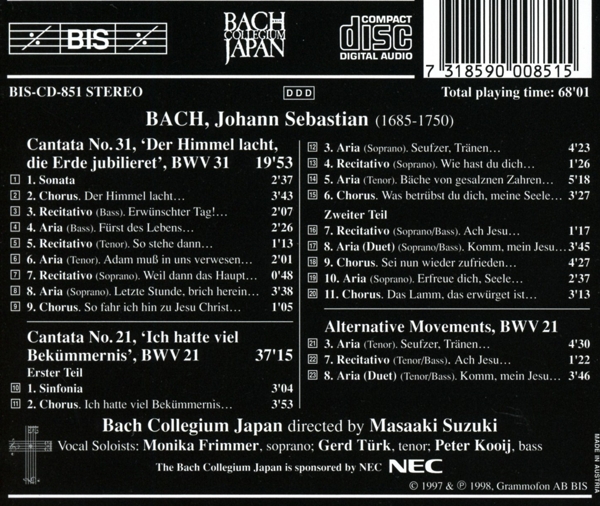 BIS
BACH
COLLEGIUM
JAPAN
COMPACT
disc
DIGITAL AUDIO
7 318590 008515
BIS-CD-851 STEREO
DDD
Total playing time: 68'01
BACH, Johann Sebastian (1685-1750)
Cantata No. 31, ‘Der Himmel lacht,
die Erde jubilieret’, BWV 31 19'53
1 1. Sonata 2'37
2 2. Chorus. Der Himmel lacht… 3'43
3 3. Recitativo (Bass). Erwünschter Tag!… 2'07
4 4. Aria (Bass). Fürst des Lebens… 2'26
5 5. Recitativo (Tenor). So stehe dann… 1'13
6 6. Aria (Tenor). Adam muß in uns verwesen… 2'01
7 7. Recitativo (Soprano). Weil dann das Haupt… 0'48
8 8. Aria (Soprano). Letzte Stunde, brich herein… 3'38
9 9. Chorus. So fahr ich hin zu Jesu Christ… 1'05
Cantata No. 21, ‘Ich hatte viel
Bekümmernis’, BWV 21 37'15
Erster Teil
10 1. Sinfonia 3'04
11 2. Chorus. Ich hatte viel Bekümmernis… 3'53
12 3. Aria (Soprano). Seufzer, Tränen… 4'23
13 4. Recitativo (Soprano). Wie hast du dich… 1'26
14 5. Aria (Tenor). Bäche von gesalznen Zahren… 5'18
15 6. Chorus. Was betrübst du dich, meine Seele… 3'27
Zweiter Teil
16 7. Recitativo (Soprano/Bass). Ach Jesu… 1'17
17 8. Aria (Duet) (Soprano/Bass). Komm, mein Jesu… 3'45
18 9. Chorus. Sei nun wieder zufrieden… 4'27
19 10. Aria (Soprano). Erfreue dich, Seele… 2'37
20 11. Chorus. Das Lamm, das erwürget ist… 3'13
Alternative Movements, BWV 21
21 3. Aria (Tenor). Seufzer, Tränen… 4'30
22 7. Recitativo (Tenor/Bass). Ach Jesu… 1'22
23 8. Aria (Duet) (Tenor/Bass). Komm, mein Jesu… 3'46
Bach Collegium Japan directed by Masaaki Suzuki
Vocal Soloists: Monika Frimmer, soprano; Gerd Türk, tenor; Peter Kooij, bass
The Bach Collegium Japan is sponsored by NEC NEC
© 1997 & ℗ 1998, Grammofon AB BIS
MADE IN AUSTRIA